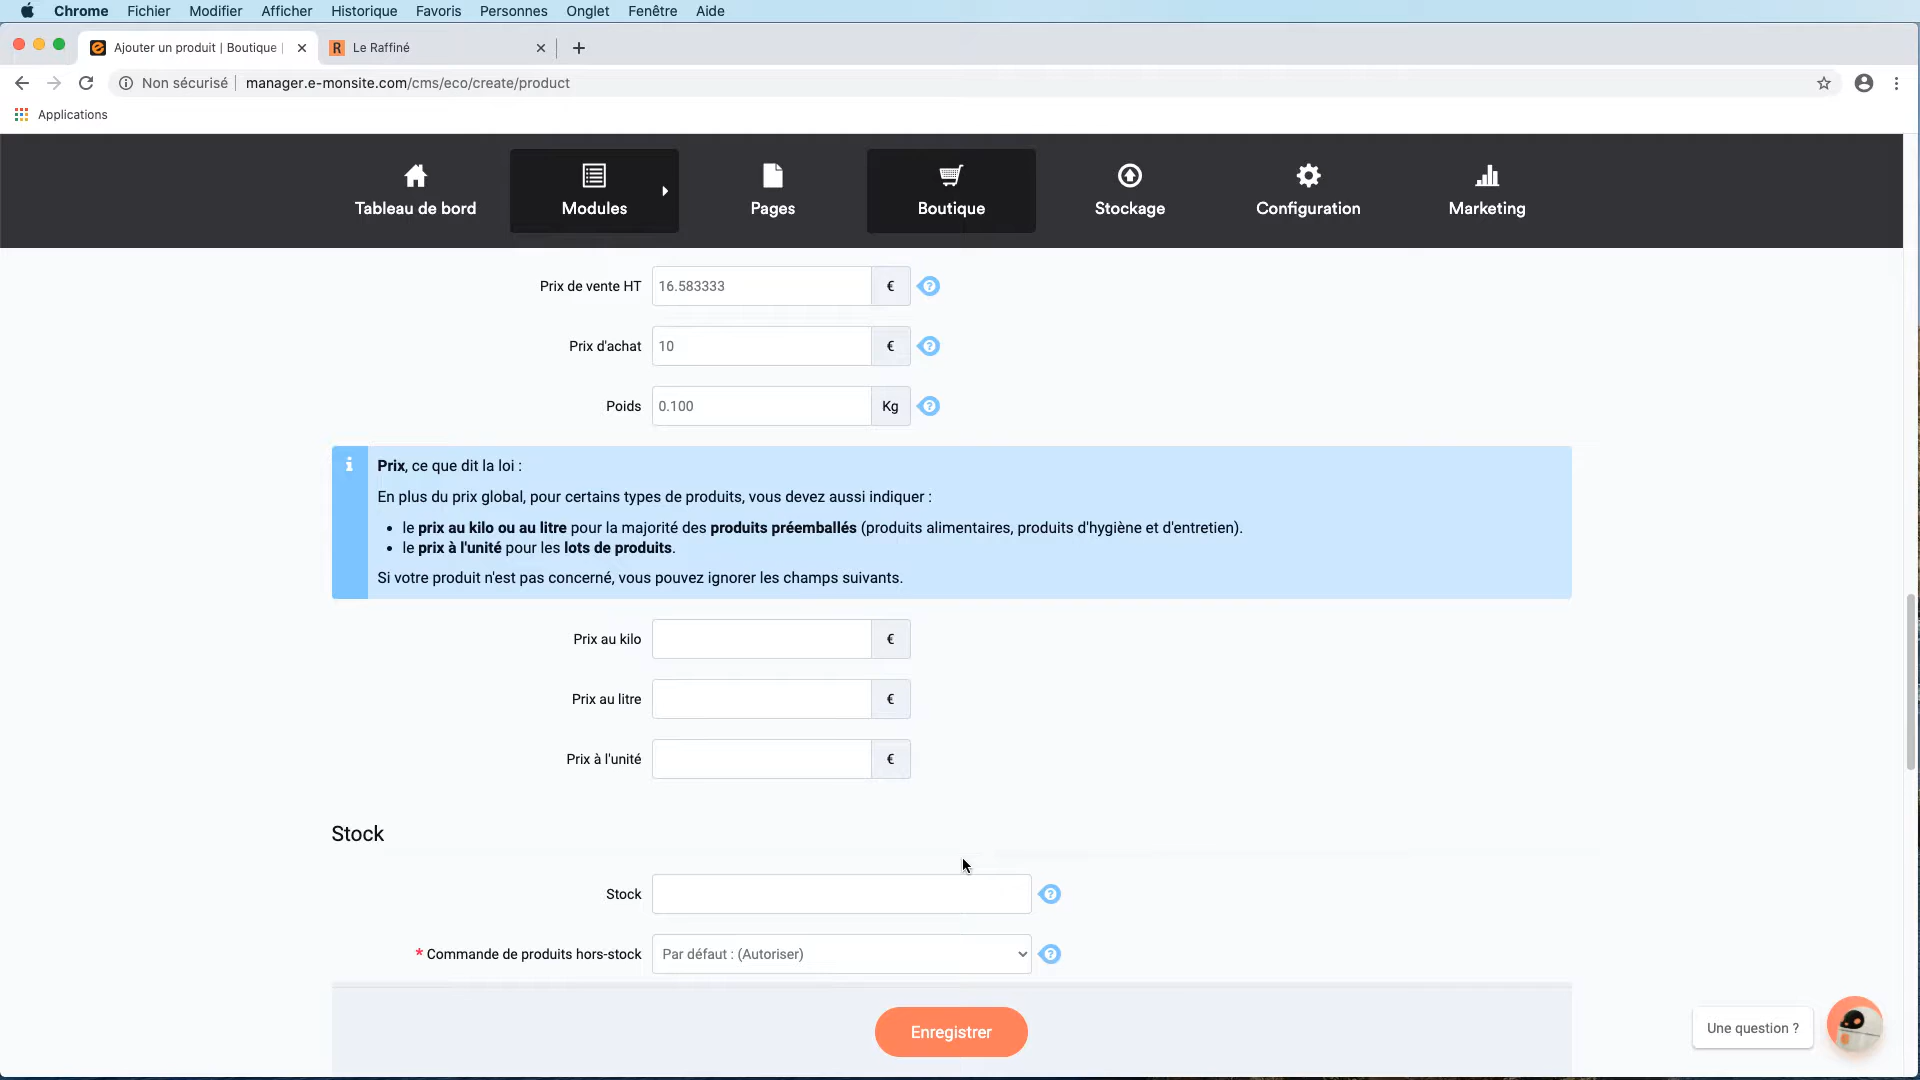 Chrome Fichier Modifier Afficher Historique Favoris Personnes Onglet Fenêtre Aide
Ajouter un produit | Boutique | Le Raffiné
Non sécurisé | manager.e-monsite.com/cms/eco/create/product
Applications
Tableau de bord Modules Pages Boutique Stockage Configuration Marketing
Prix de vente HT 16.583333 €
Prix d'achat 10 €
Poids 0.100 Kg
Prix, ce que dit la loi :
En plus du prix global, pour certains types de produits, vous devez aussi indiquer :
• le prix au kilo ou au litre pour la majorité des produits préemballés (produits alimentaires, produits d'hygiène et d'entretien).
• le prix à l'unité pour les lots de produits.
Si votre produit n'est pas concerné, vous pouvez ignorer les champs suivants.
Prix au kilo €
Prix au litre €
Prix à l'unité €
Stock
Stock
* Commande de produits hors-stock Par défaut : (Autoriser)
Enregistrer
Une question ?